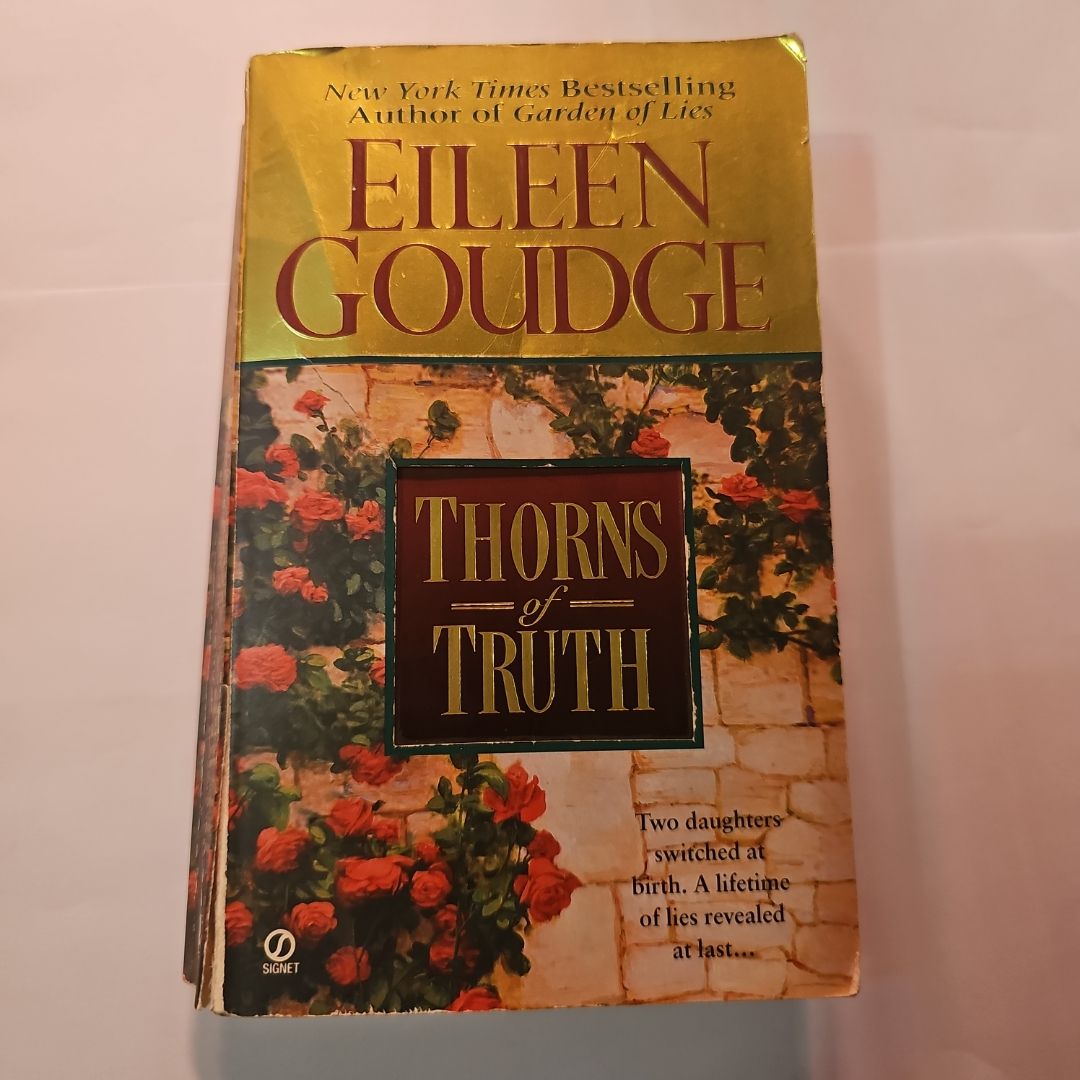 New York Times Bestselling
Author of Garden of Lies
EILEEN
GOUDGE
THORNS
of
TRUTH
Two daughters
switched at
birth. A lifetime
of lies revealed
at last...
SIGNET